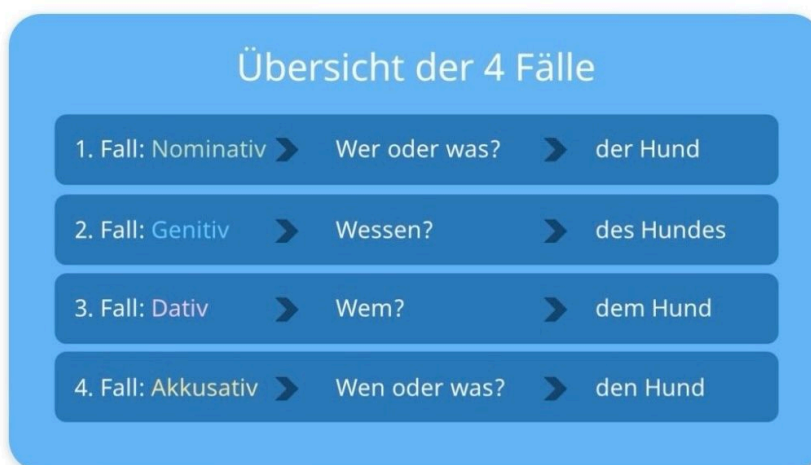 Übersicht der 4 Fälle
1. Fall: Nominativ Wer oder was? der Hund
2. Fall: Genitiv Wessen? des Hundes
3. Fall: Dativ Wem? dem Hund
4. Fall: Akkusativ Wen oder was? den Hund